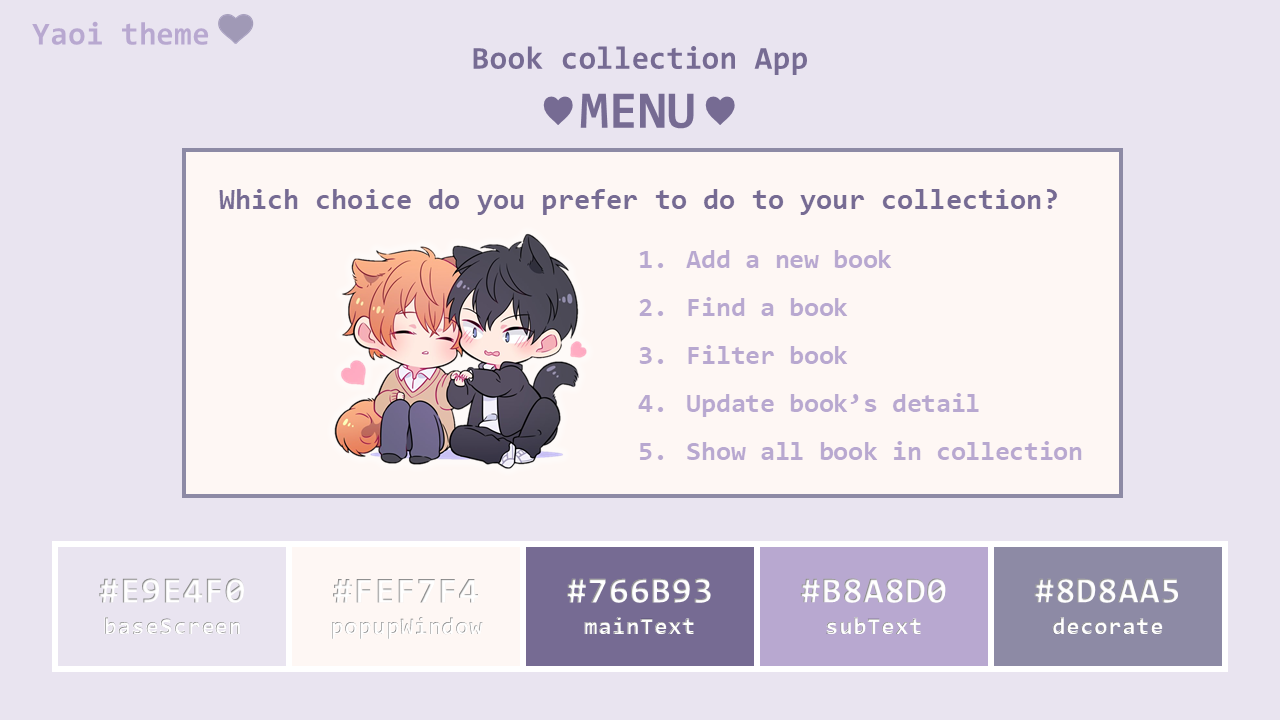 Yaoi theme
Book collection App
MENU
Which choice do you prefer to do to your collection?
1. Add a new book
2. Find a book
3. Filter book
4. Update book’s detail
5. Show all book in collection
#E9E4F0
baseScreen
#FEF7F4
popupWindow
#766B93
mainText
#B8A8D0
subText
#8D8AA5
decorate